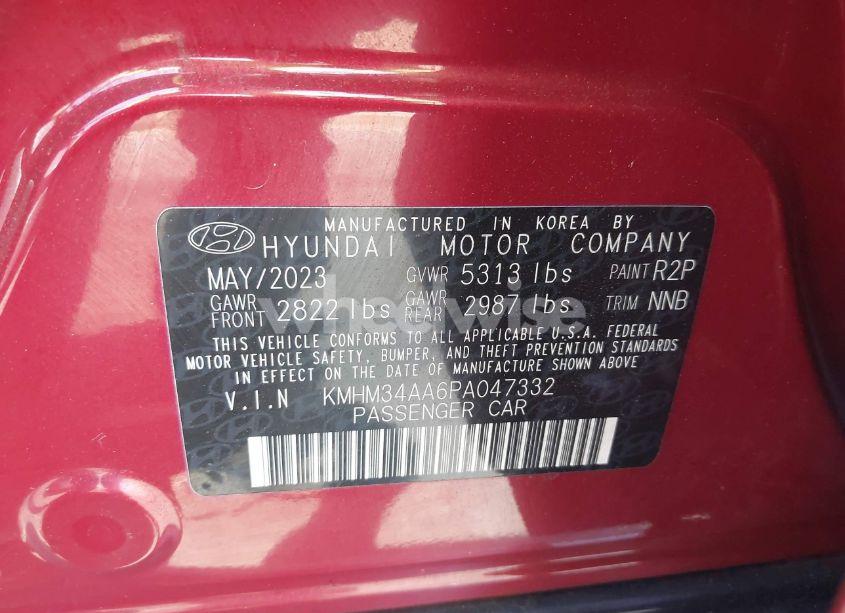 MANUFACTURED IN KOREA BY
HYUNDAI MOTOR COMPANY
MAY/2023 GVWR 5313 lbs PAINT R2P
GAWR FRONT 2822 lbs GAWR REAR 2987 lbs TRIM NNB
THIS VEHICLE CONFORMS TO ALL APPLICABLE U.S.A. FEDERAL
MOTOR VEHICLE SAFETY, BUMPER, AND THEFT PREVENTION STANDARDS
IN EFFECT ON THE DATE OF MANUFACTURE SHOWN ABOVE
V.I.N KMHM34AA6PA047332
PASSENGER CAR
wheelwise